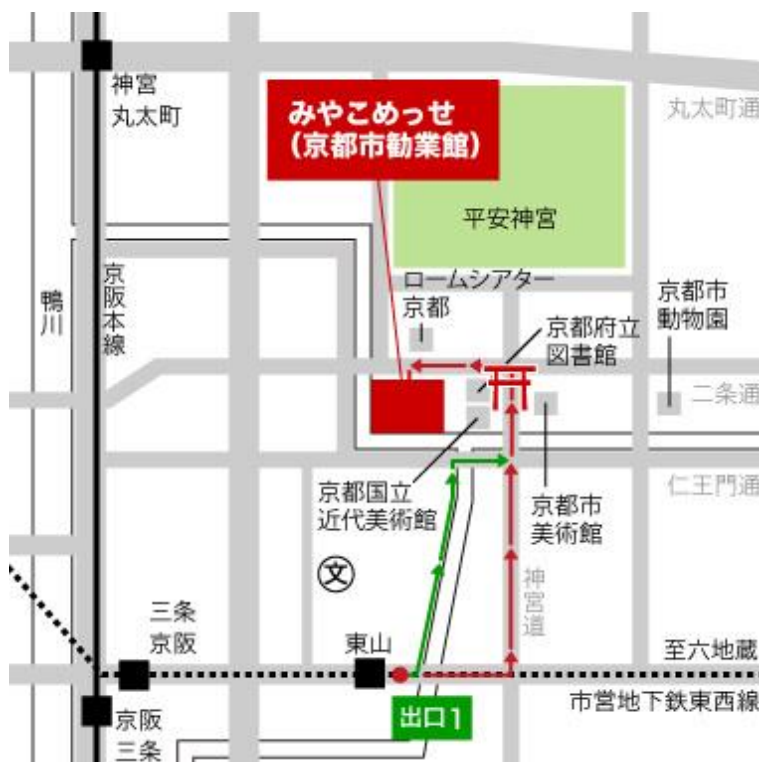 神宮
丸太町
みやこめっせ
(京都市勧業館)
丸太町通
平安神宮
ロームシアター
京都
京都府立
図書館
京都市
動物園
鴨川
京阪本線
二条通
仁王門通
京都国立
近代美術館
京都市
美術館
文
神宮道
三条
京阪
東山
至六地蔵
出口1
市営地下鉄東西線
京阪
三条